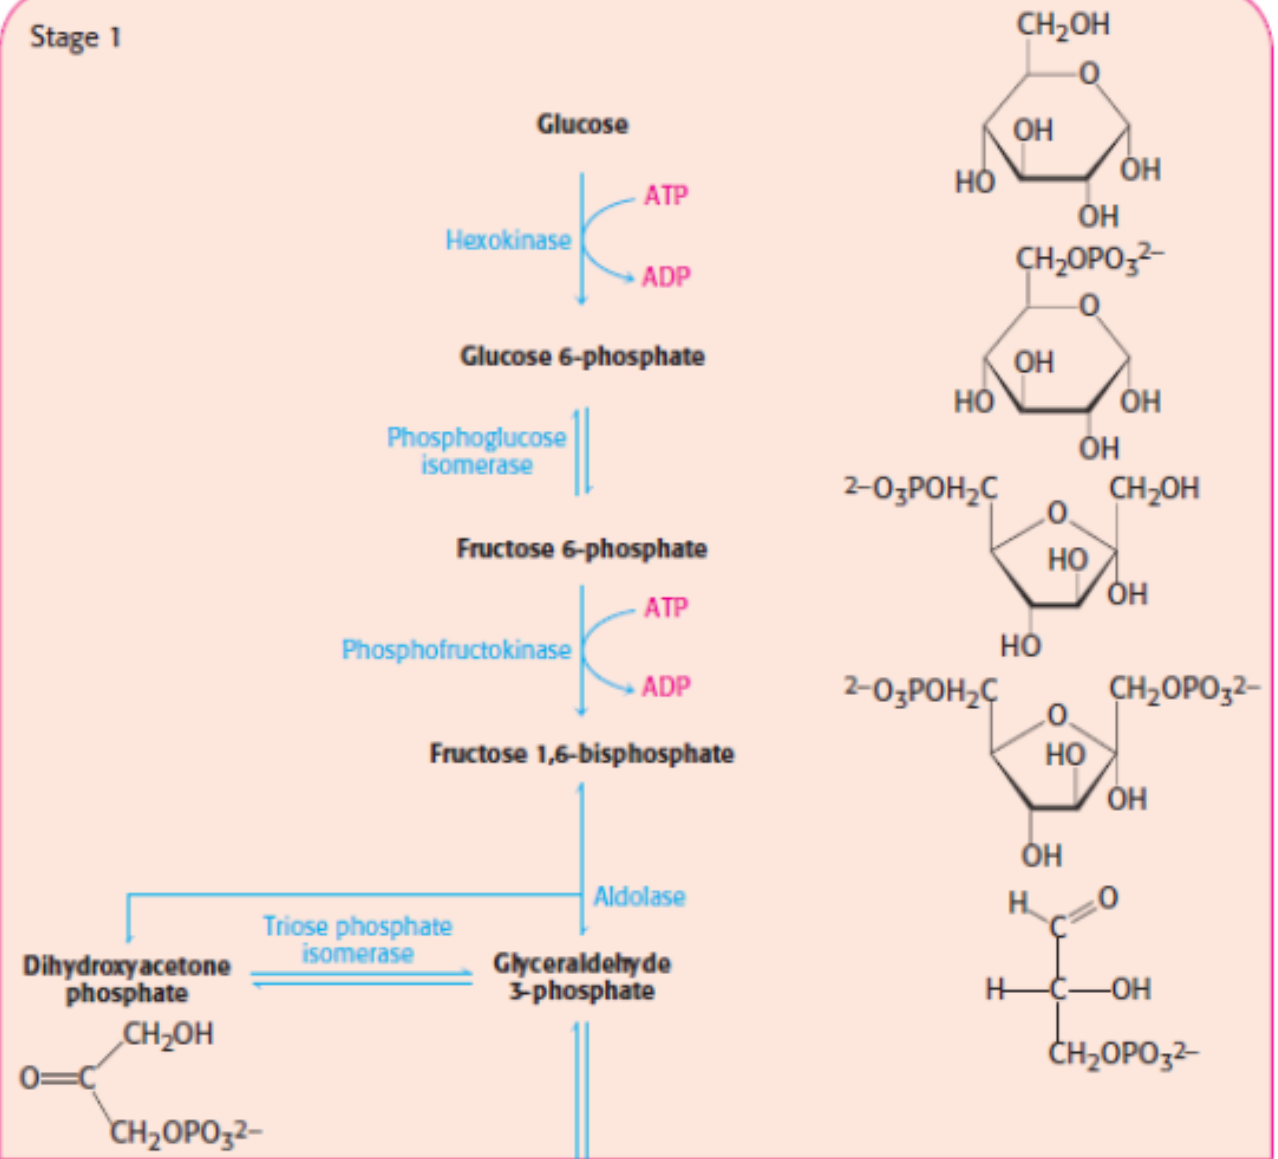 Stage 1
CH₂OH
O
Glucose
OH
ATP
HO
OH
OH
Hexokinase
CH₂OPO₃²⁻
ADP
O
Glucose 6-phosphate
OH
HO
OH
Phosphoglucose
isomerase
OH
²⁻O₃POH₂C
CH₂OH
O
Fructose 6-phosphate
HO
OH
ATP
HO
Phosphofructokinase
ADP
²⁻O₃POH₂C
CH₂OPO₃²⁻
O
Fructose 1,6-bisphosphate
HO
OH
OH
Aldolase
H
O
C
Triose phosphate
isomerase
Dihydroxyacetone
phosphate
Glyceraldehyde
3-phosphate
H—C—OH
CH₂OPO₃²⁻
CH₂OH
O=C
CH₂OPO₃²⁻